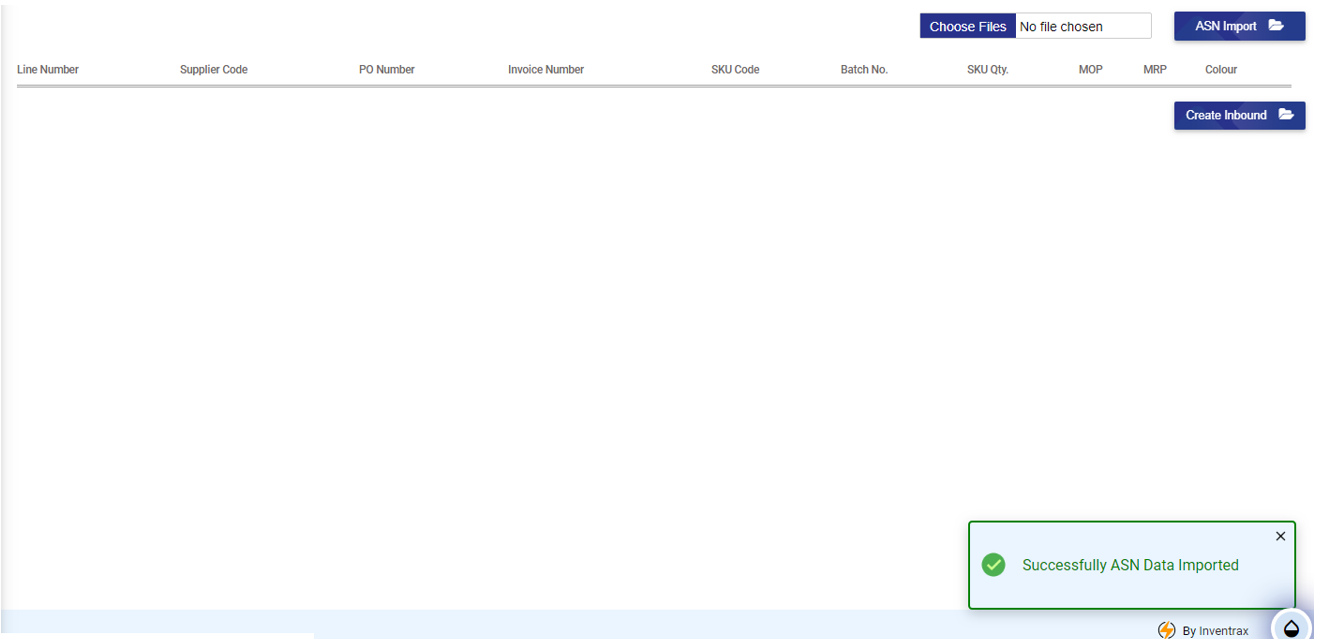 Choose Files No file chosen ASN Import
Line Number Supplier Code PO Number Invoice Number SKU Code Batch No. SKU Qty. MOP MRP Colour
Create Inbound
Successfully ASN Data Imported
By Inventrax